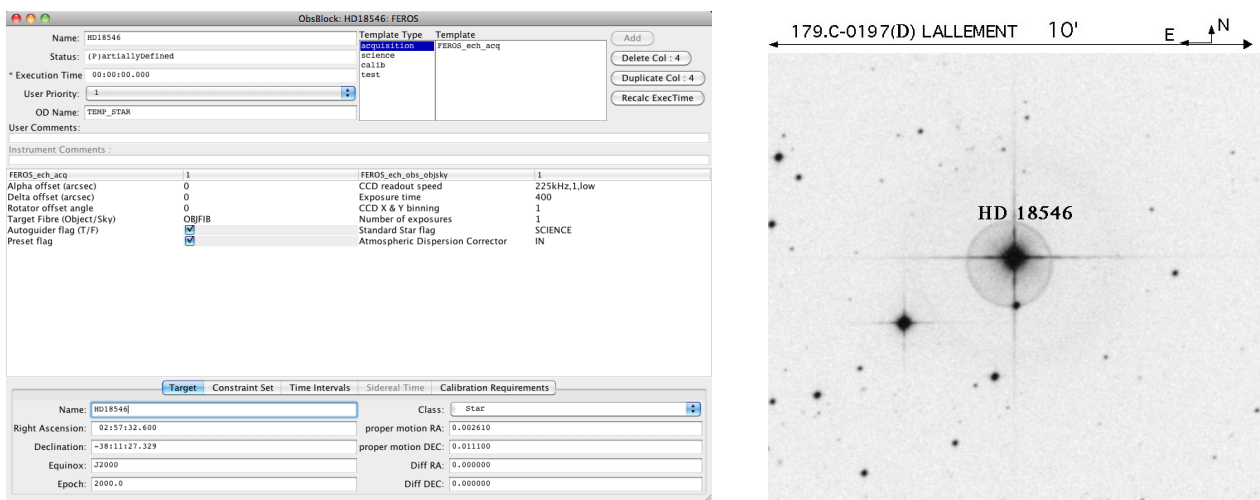 ObsBlock: HD18546: FEROS
Name: HD18546
Status: (P)artiallyDefined
* Execution Time 00:00:00.000
User Priority: 1
OD Name: TEMP_STAR
Template Type Template
acquisition FEROS_ech_acq
science
calib
test
Add
Delete Col : 4
Duplicate Col : 4
Recalc ExecTime
User Comments:
Instrument Comments :
FEROS_ech_acq 1 FEROS_ech_obs_objsky 1
Alpha offset (arcsec) 0 CCD readout speed 225kHz,1,low
Delta offset (arcsec) 0 Exposure time 400
Rotator offset angle 0 CCD X & Y binning 1
Target Fibre (Object/Sky) OBJFIB Number of exposures 1
Autoguider flag (T/F) Standard Star flag SCIENCE
Preset flag Atmospheric Dispersion Corrector IN
Target Constraint Set Time Intervals Sidereal Time Calibration Requirements
Name: HD18546 Class: Star
Right Ascension: 02:57:32.600 proper motion RA: 0.002610
Declination: -38:11:27.329 proper motion DEC: 0.011100
Equinox: J2000 Diff RA: 0.000000
Epoch: 2000.0 Diff DEC: 0.000000
179.C-0197(D) LALLEMENT 10' E N
HD 18546